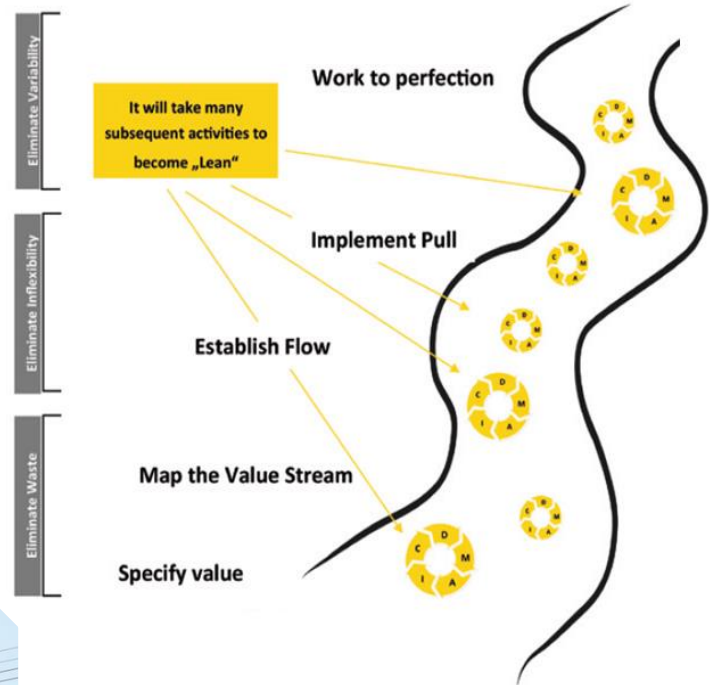 Eliminate Variability
Work to perfection
It will take many
subsequent activities to
become „Lean“
D
M
A
I
C
D
M
A
I
C
Eliminate Inflexibility
Implement Pull
D
M
A
I
C
Establish Flow
D
M
A
I
C
D
M
A
I
C
Eliminate Waste
Map the Value Stream
D
M
A
I
C
Specify value
D
M
A
I
C